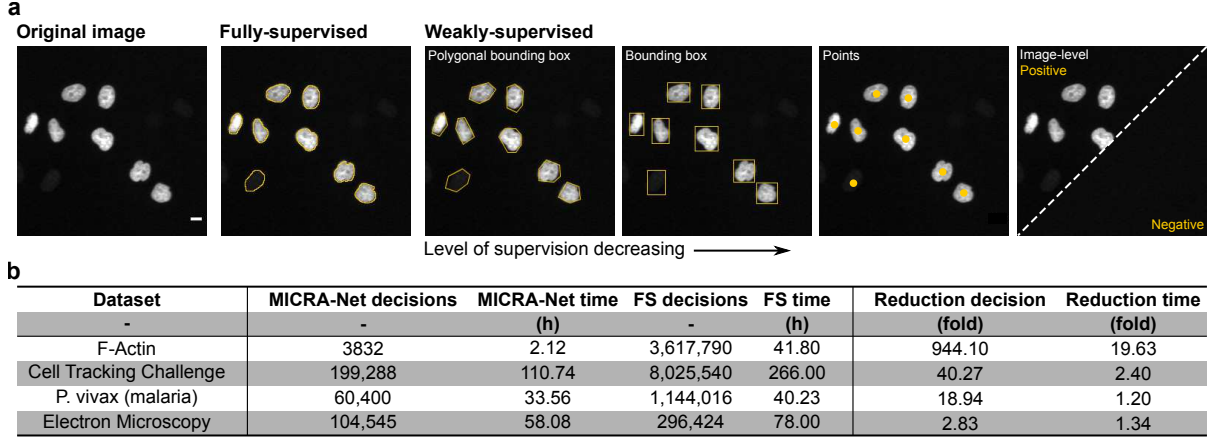 a
Original image Fully-supervised Weakly-supervised
Polygonal bounding box Bounding box Points Image-level
Positive
Negative
Level of supervision decreasing
b
Dataset MICRA-Net decisions MICRA-Net time FS decisions FS time Reduction decision Reduction time
- - (h) - (h) (fold) (fold)
F-Actin 3832 2.12 3,617,790 41.80 944.10 19.63
Cell Tracking Challenge 199,288 110.74 8,025,540 266.00 40.27 2.40
P. vivax (malaria) 60,400 33.56 1,144,016 40.23 18.94 1.20
Electron Microscopy 104,545 58.08 296,424 78.00 2.83 1.34